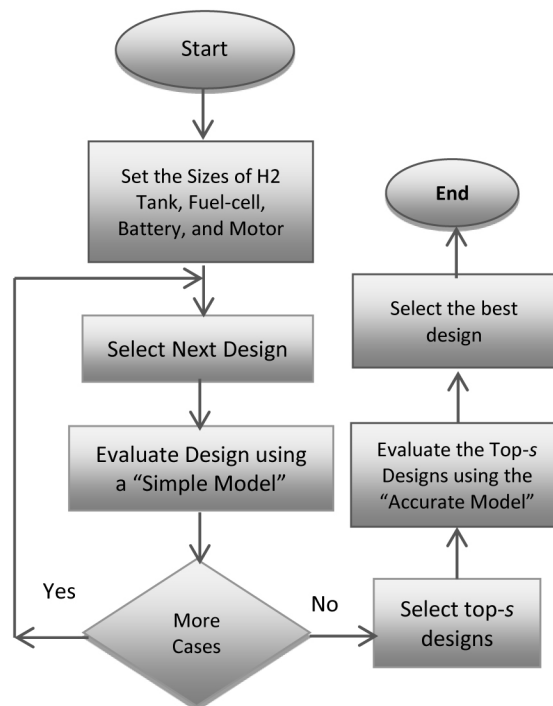 Start
Set the Sizes of H2
Tank, Fuel-cell,
Battery, and Motor
Select Next Design
Evaluate Design using
a “Simple Model”
More
Cases
Yes
No
Select top-s
designs
Evaluate the Top-s
Designs using the
“Accurate Model”
Select the best
design
End